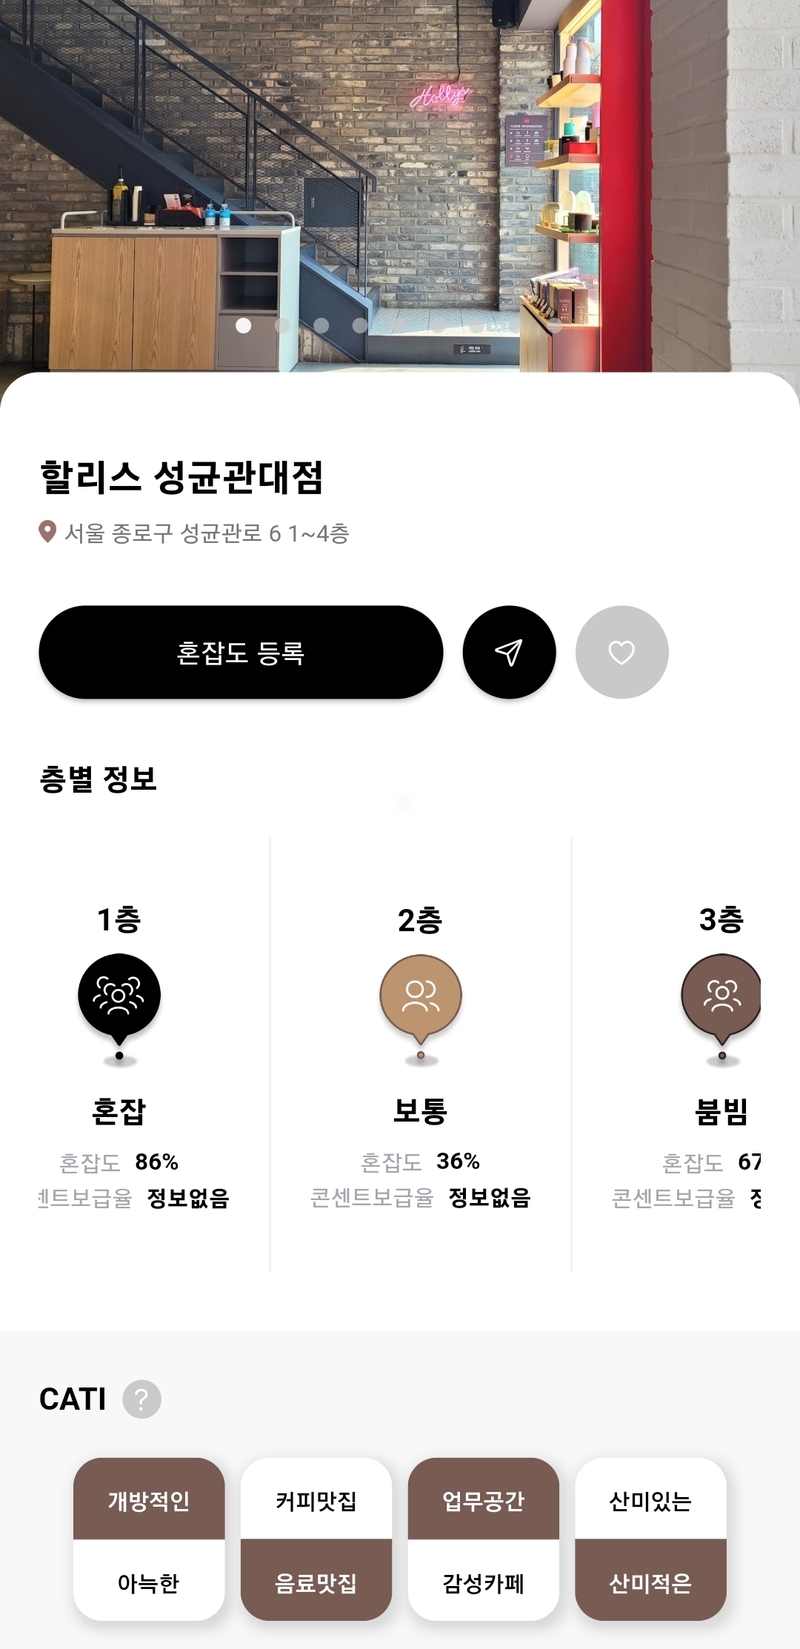 Hollys
할리스 성균관대점
서울 종로구 성균관로 6 1~4층
혼잡도 등록
층별 정보
1층
2층
3층
혼잡
보통
붐빔
혼잡도 86%
혼잡도 36%
혼잡도 67
센트보급율 정보없음
콘센트보급율 정보없음
콘센트보급율
CATI ?
개방적인
커피맛집
업무공간
산미있는
아늑한
음료맛집
감성카페
산미적은